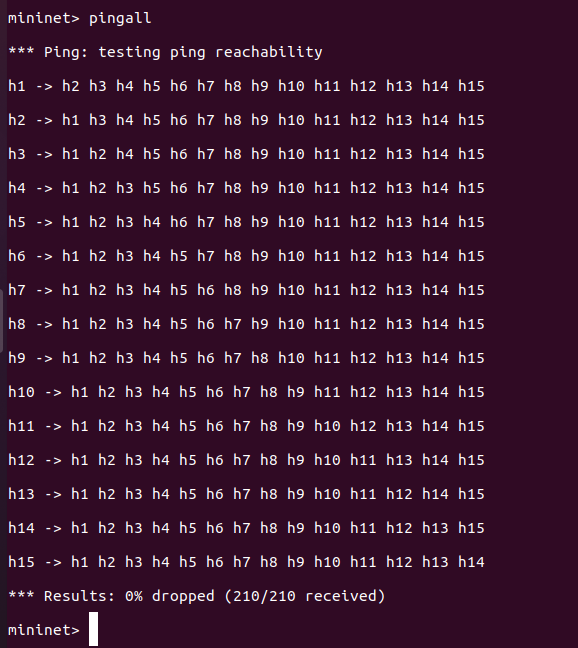 mininet> pingall
*** Ping: testing ping reachability
h1 -> h2 h3 h4 h5 h6 h7 h8 h9 h10 h11 h12 h13 h14 h15
h2 -> h1 h3 h4 h5 h6 h7 h8 h9 h10 h11 h12 h13 h14 h15
h3 -> h1 h2 h4 h5 h6 h7 h8 h9 h10 h11 h12 h13 h14 h15
h4 -> h1 h2 h3 h5 h6 h7 h8 h9 h10 h11 h12 h13 h14 h15
h5 -> h1 h2 h3 h4 h6 h7 h8 h9 h10 h11 h12 h13 h14 h15
h6 -> h1 h2 h3 h4 h5 h7 h8 h9 h10 h11 h12 h13 h14 h15
h7 -> h1 h2 h3 h4 h5 h6 h8 h9 h10 h11 h12 h13 h14 h15
h8 -> h1 h2 h3 h4 h5 h6 h7 h9 h10 h11 h12 h13 h14 h15
h9 -> h1 h2 h3 h4 h5 h6 h7 h8 h10 h11 h12 h13 h14 h15
h10 -> h1 h2 h3 h4 h5 h6 h7 h8 h9 h11 h12 h13 h14 h15
h11 -> h1 h2 h3 h4 h5 h6 h7 h8 h9 h10 h12 h13 h14 h15
h12 -> h1 h2 h3 h4 h5 h6 h7 h8 h9 h10 h11 h13 h14 h15
h13 -> h1 h2 h3 h4 h5 h6 h7 h8 h9 h10 h11 h12 h14 h15
h14 -> h1 h2 h3 h4 h5 h6 h7 h8 h9 h10 h11 h12 h13 h15
h15 -> h1 h2 h3 h4 h5 h6 h7 h8 h9 h10 h11 h12 h13 h14
*** Results: 0% dropped (210/210 received)
mininet>